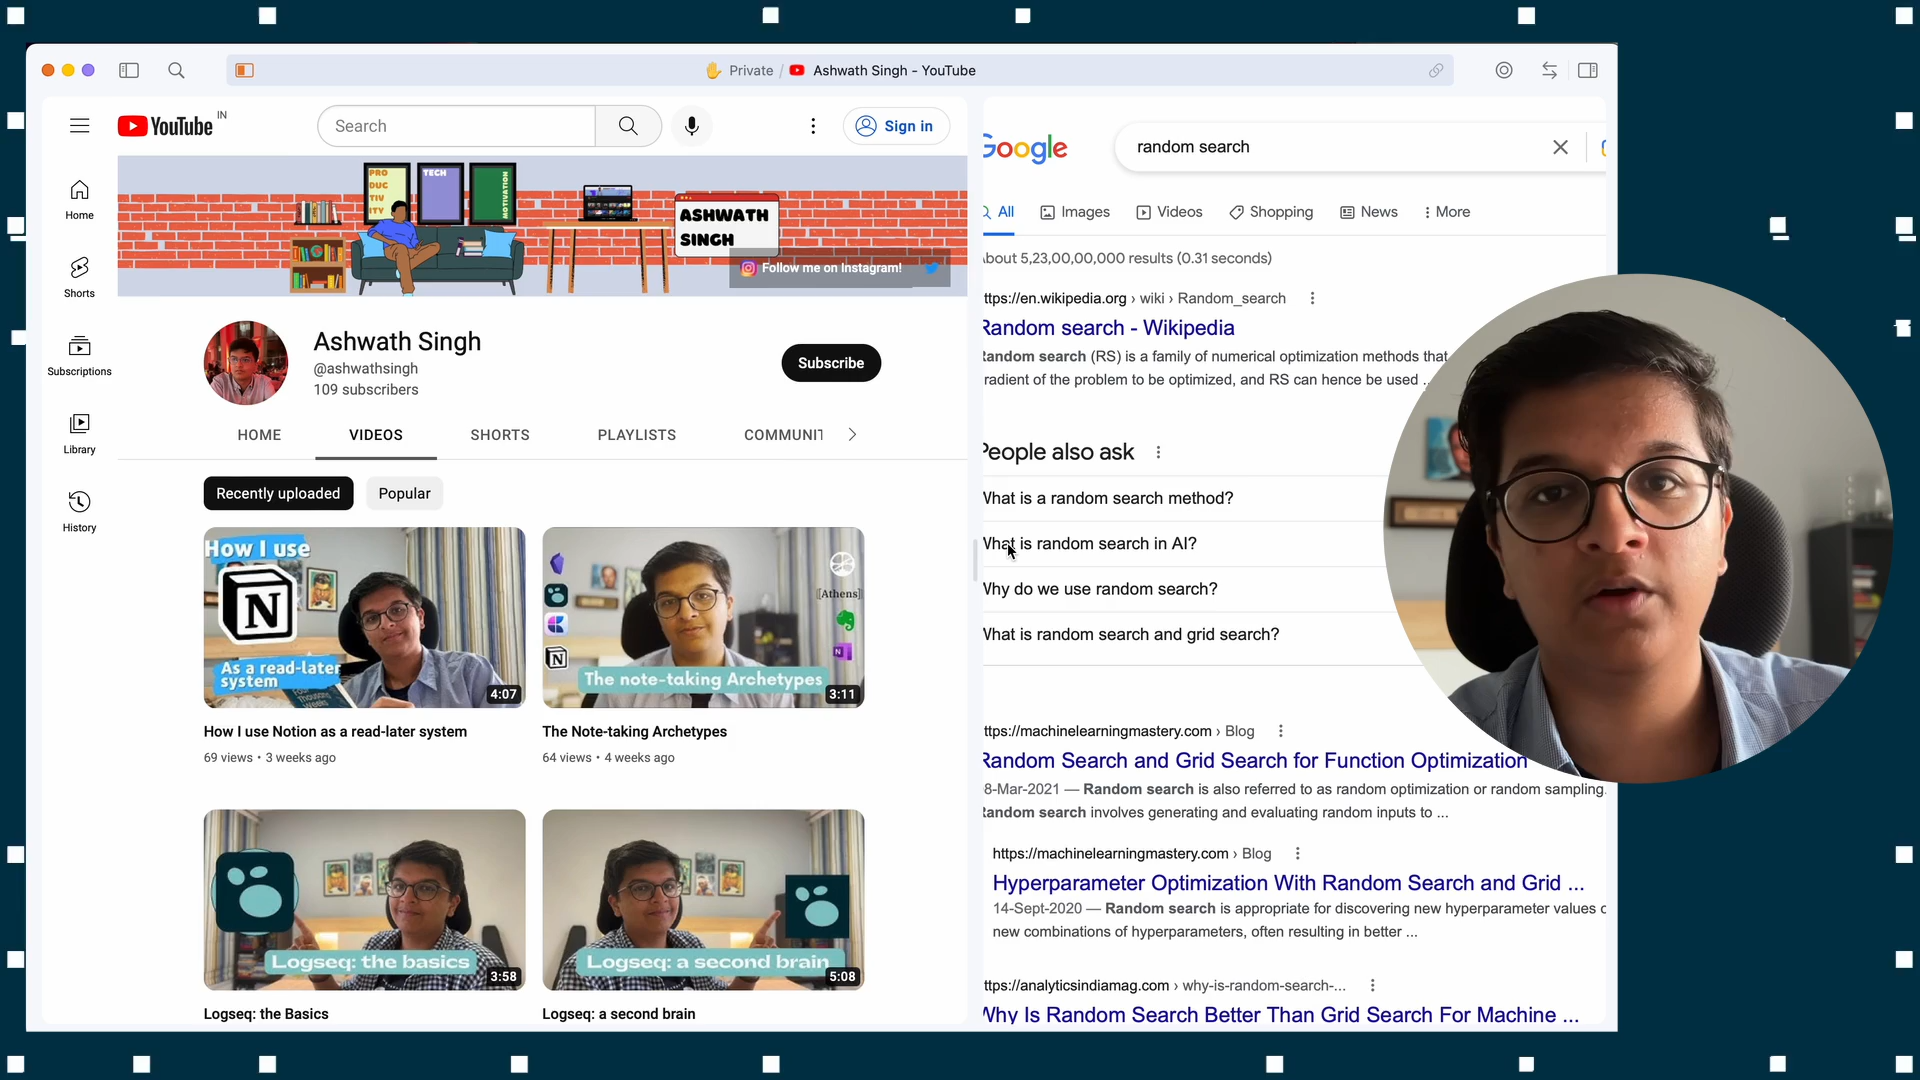 Private / Ashwath Singh - YouTube
YouTube IN
Search
Sign in
Home
Shorts
Subscriptions
Library
History
PRO
DUC
TIV
ITY
TECH
MOTIVATION
ASHWATH
SINGH
Follow me on Instagram!
Ashwath Singh
@ashwathsingh
109 subscribers
Subscribe
HOME
VIDEOS
SHORTS
PLAYLISTS
COMMUNIT
Recently uploaded
Popular
How I use
N
As a read-later
system
4:07
How I use Notion as a read-later system
69 views • 3 weeks ago
[[Athens]
N
N
The note-taking Archetypes
3:11
The Note-taking Archetypes
64 views • 4 weeks ago
Logseq: the basics
3:58
Logseq: the Basics
Logseq: a second brain
5:08
Logseq: a second brain
Google
random search
All
Images
Videos
Shopping
News
More
About 5,23,00,00,000 results (0.31 seconds)
ttps://en.wikipedia.org › wiki › Random_search
Random search - Wikipedia
Random search (RS) is a family of numerical optimization methods that
radient of the problem to be optimized, and RS can hence be used ...
People also ask
What is a random search method?
What is random search in AI?
Why do we use random search?
What is random search and grid search?
ttps://machinelearningmastery.com › Blog
Random Search and Grid Search for Function Optimization
8-Mar-2021 — Random search is also referred to as random optimization or random sampling.
Random search involves generating and evaluating random inputs to ...
https://machinelearningmastery.com › Blog
Hyperparameter Optimization With Random Search and Grid ...
14-Sept-2020 — Random search is appropriate for discovering new hyperparameter values o
new combinations of hyperparameters, often resulting in better ...
ttps://analyticsindiamag.com › why-is-random-search-...
Why Is Random Search Better Than Grid Search For Machine ...